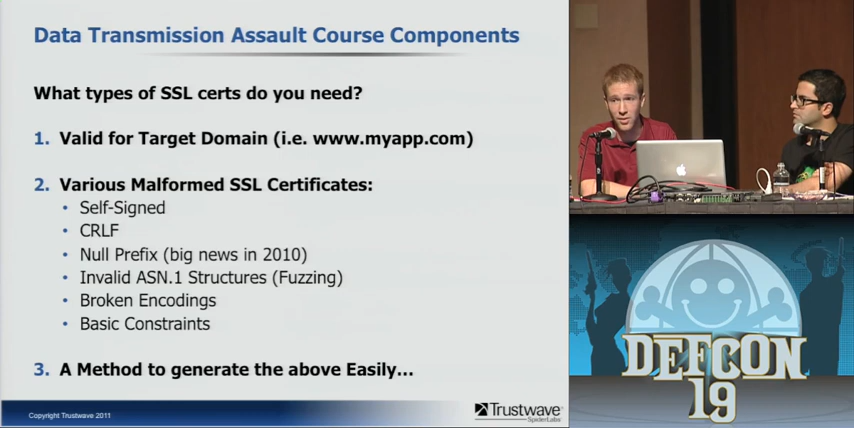 Data Transmission Assault Course Components
What types of SSL certs do you need?
1. Valid for Target Domain (i.e. www.myapp.com)
2. Various Malformed SSL Certificates:
• Self-Signed
• CRLF
• Null Prefix (big news in 2010)
• Invalid ASN.1 Structures (Fuzzing)
• Broken Encodings
• Basic Constraints
3. A Method to generate the above Easily...
Copyright Trustwave 2011
Trustwave®
SpiderLabs
DEFCON
19